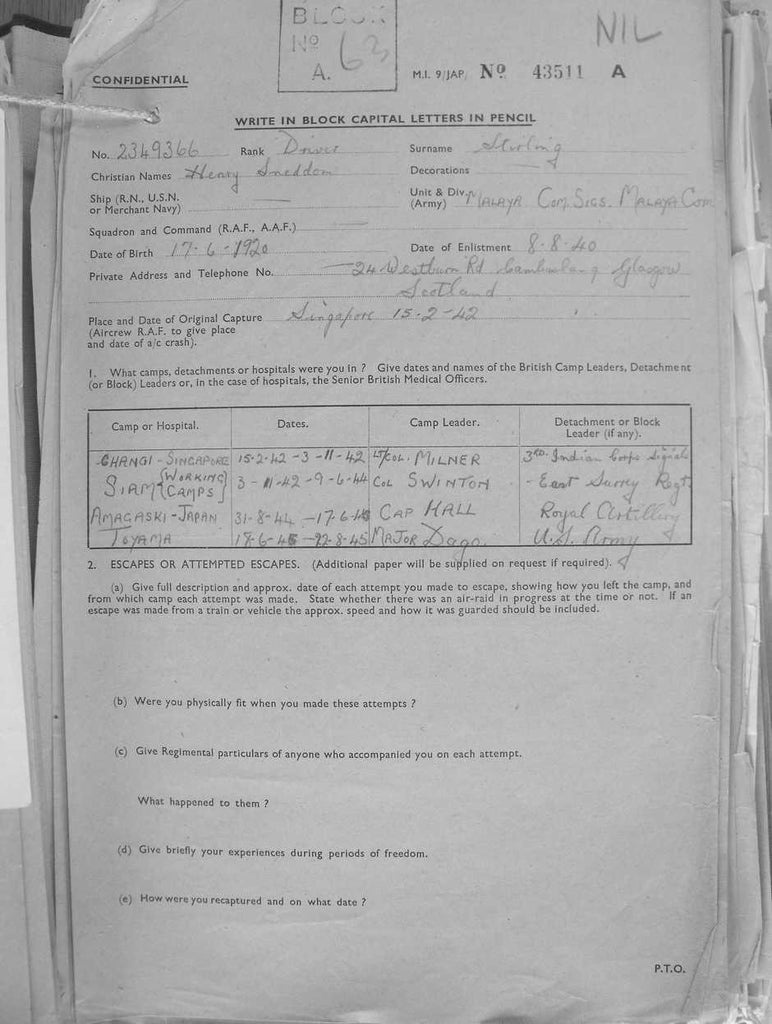 BLOCK
Nº 63
A.
NIL
CONFIDENTIAL
M.I. 9/JAP/ Nº 43511 A
WRITE IN BLOCK CAPITAL LETTERS IN PENCIL
No. 2349366 Rank Driver Surname Stirling
Christian Names Henry Sneddon Decorations
Ship (R.N., U.S.N. or Merchant Navy) — Unit & Div. (Army) MALAYA COM. SIGS. MALAYA COM
Squadron and Command (R.A.F., A.A.F.) —
Date of Birth 17-6-1920 Date of Enlistment 8-8-40
Private Address and Telephone No. 24 Westburn Rd Cambuslang Glasgow
Scotland
Place and Date of Original Capture Singapore 15-2-42
(Aircrew R.A.F. to give place
and date of a/c crash).
1. What camps, detachments or hospitals were you in ? Give dates and names of the British Camp Leaders, Detachment
(or Block) Leaders or, in the case of hospitals, the Senior British Medical Officers.
Camp or Hospital. Dates. Camp Leader. Detachment or Block Leader (if any).
CHANGI - SINGAPORE 15-2-42 - 3-11-42 LT/COL. MILNER 3RD Indian Corps Signals
SIAM (WORKING CAMPS) 3-11-42 - 9-6-44 COL SWINTON - East Surrey Regt.
AMAGASKI - JAPAN 31-8-44 - 17-6-45 CAP HALL Royal Artillery
TOYAMA 18-6-45 - 22-8-45 MAJOR Dago. U.S. Army
2. ESCAPES OR ATTEMPTED ESCAPES. (Additional paper will be supplied on request if required).
(a) Give full description and approx. date of each attempt you made to escape, showing how you left the camp, and
from which camp each attempt was made. State whether there was an air-raid in progress at the time or not. If an
escape was made from a train or vehicle the approx. speed and how it was guarded should be included.
(b) Were you physically fit when you made these attempts ?
(c) Give Regimental particulars of anyone who accompanied you on each attempt.
What happened to them ?
(d) Give briefly your experiences during periods of freedom.
(e) How were you recaptured and on what date ?
P.T.O.